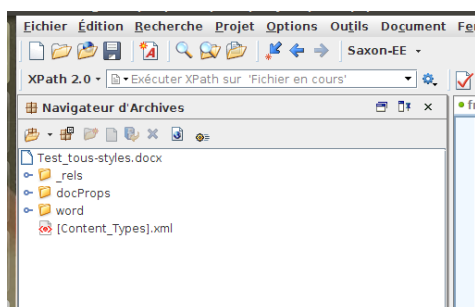 Fichier Édition Recherche Projet Options Outils Document
Saxon-EE
XPath 2.0 Exécuter XPath sur 'Fichier en cours'
Navigateur d'Archives
Test_tous-styles.docx
_rels
docProps
word
[Content_Types].xml